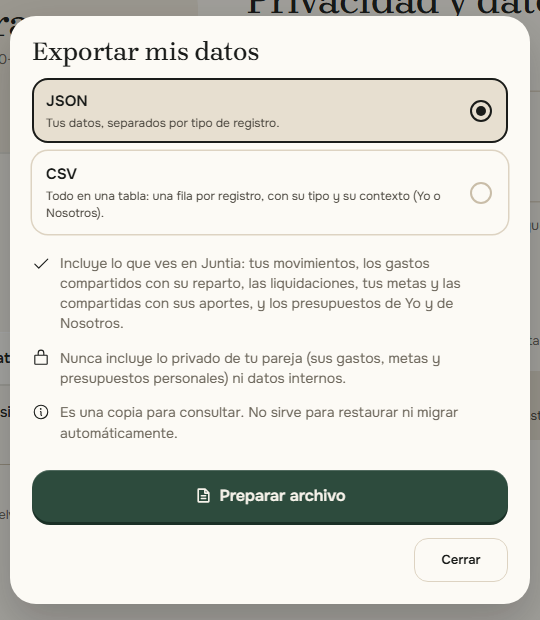 Privacidad y dat
Exportar mis datos
JSON
Tus datos, separados por tipo de registro.
CSV
Todo en una tabla: una fila por registro, con su tipo y su contexto (Yo o
Nosotros).
Incluye lo que ves en Juntia: tus movimientos, los gastos
compartidos con su reparto, las liquidaciones, tus metas y las
compartidas con sus aportes, y los presupuestos de Yo y de
Nosotros.
Nunca incluye lo privado de tu pareja (sus gastos, metas y
presupuestos personales) ni datos internos.
Es una copia para consultar. No sirve para restaurar ni migrar
automáticamente.
Preparar archivo
Cerrar